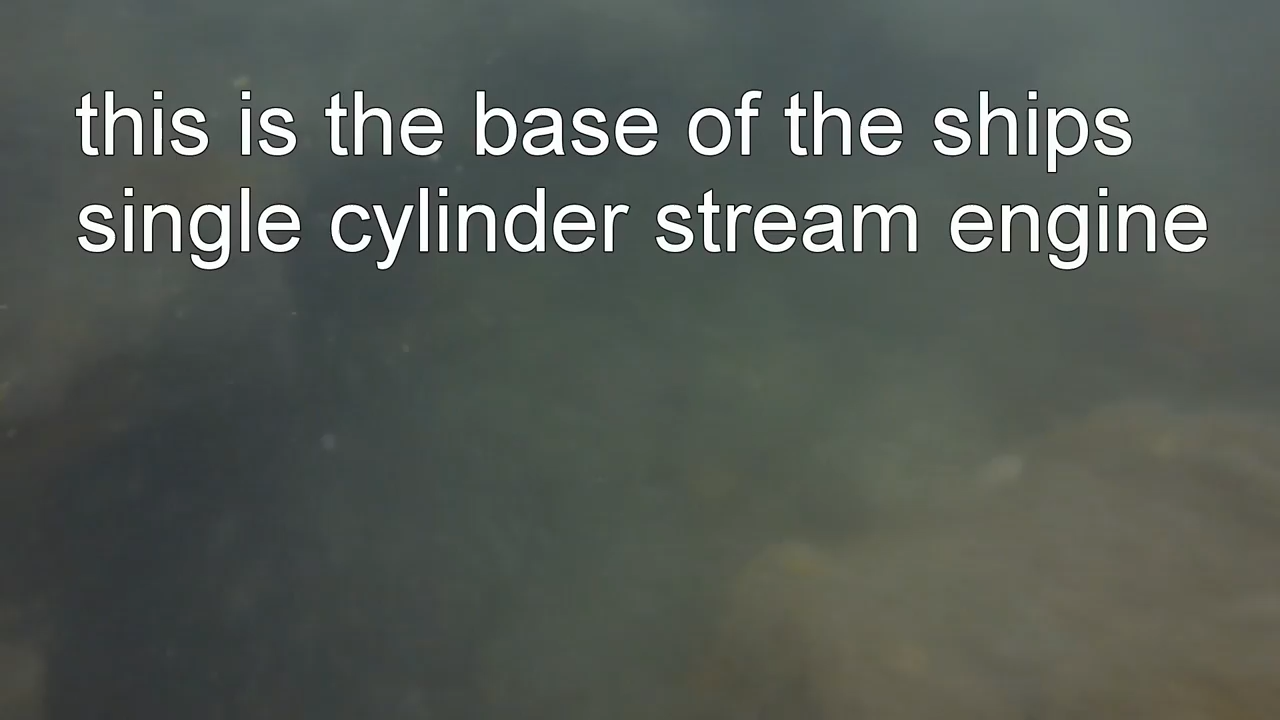 this is the base of the ships
single cylinder stream engine